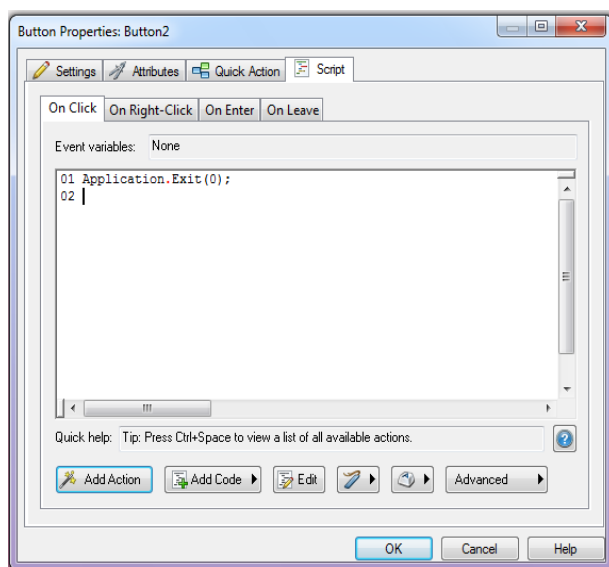 Button Properties: Button2
Settings Attributes Quick Action Script
On Click On Right-Click On Enter On Leave
Event variables: None
01 Application.Exit(0);
02
Quick help: Tip: Press Ctrl+Space to view a list of all available actions.
Add Action Add Code Edit Advanced
OK Cancel Help